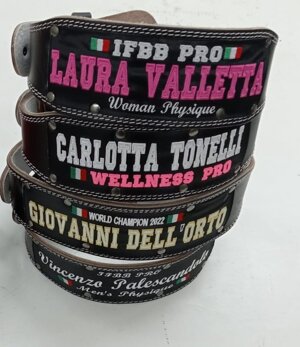 IFBB PRO
LAURA VALLETTA
Woman Physique
CARLOTTA TONELLI
WELLNESS PRO
WORLD CHAMPION 2022
GIOVANNI DELL'ORTO
IFBB PRO
Vincenzo Palescandolo
Men's Physique